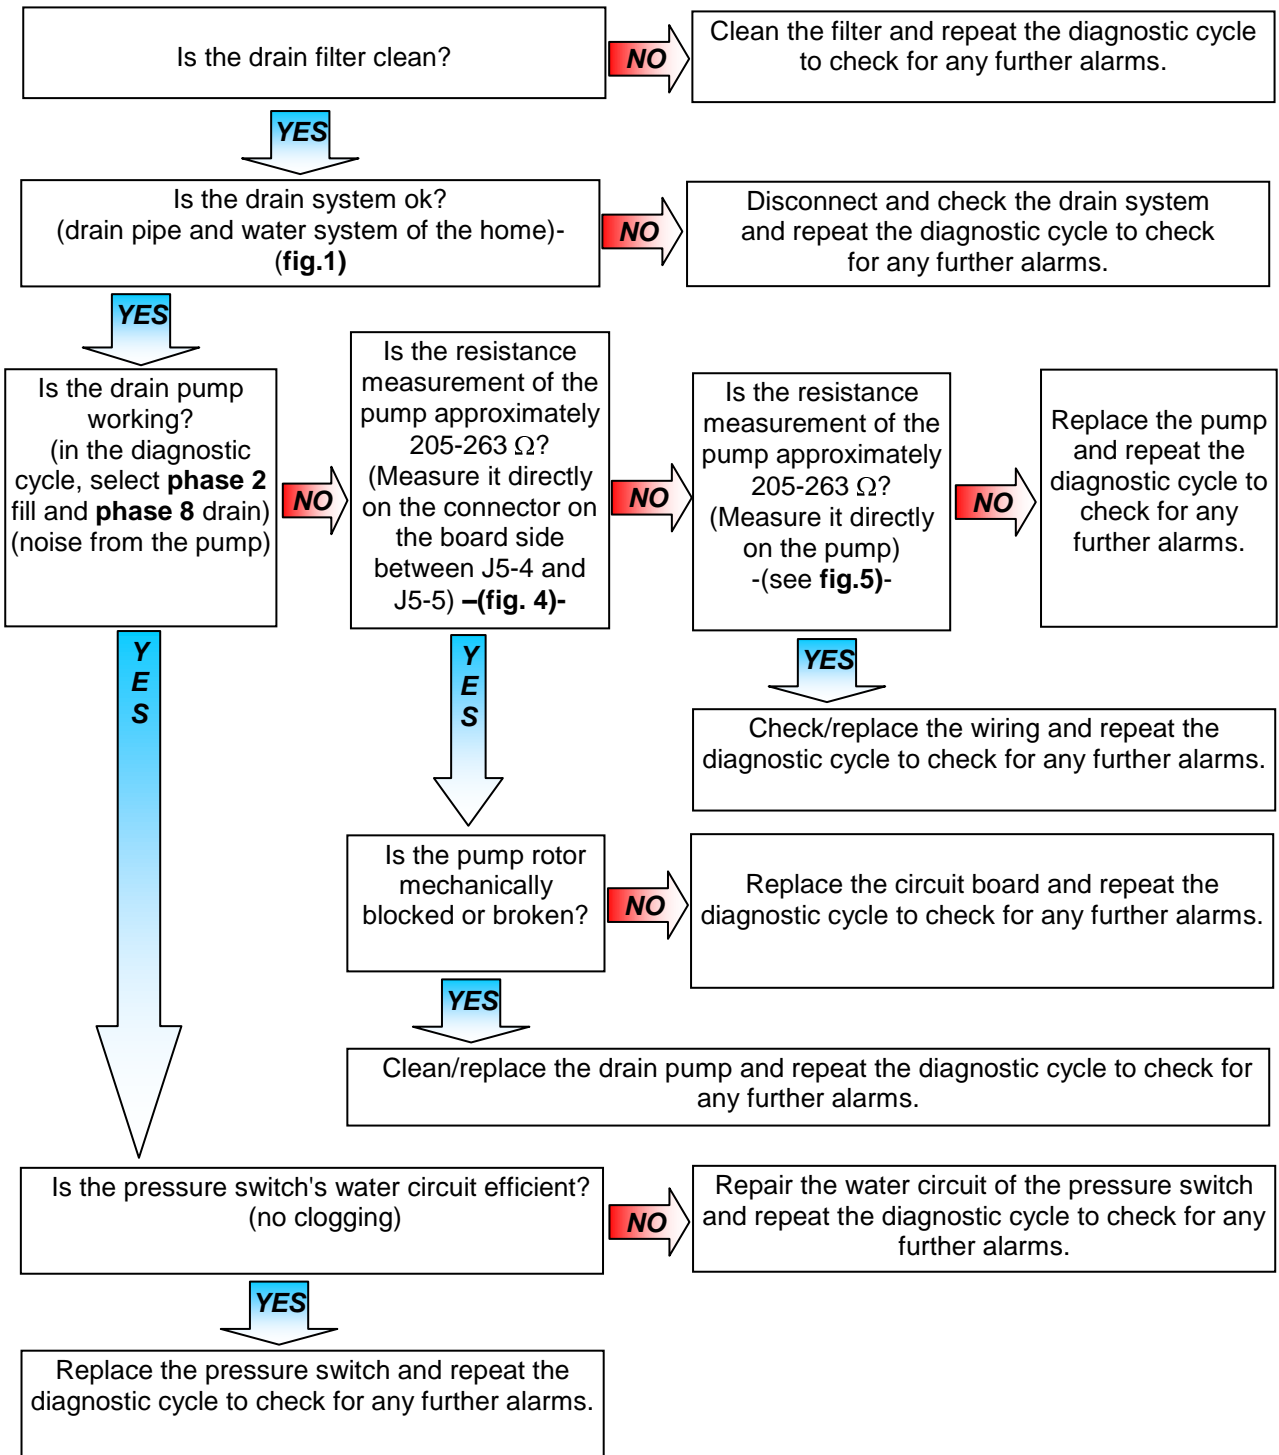 Is the drain filter clean?
NO
Clean the filter and repeat the diagnostic cycle
to check for any further alarms.
YES
Is the drain system ok?
(drain pipe and water system of the home)-
(fig.1)
NO
Disconnect and check the drain system
and repeat the diagnostic cycle to check
for any further alarms.
YES
Is the drain pump
working?
(in the diagnostic
cycle, select phase 2
fill and phase 8 drain)
(noise from the pump)
NO
Is the resistance
measurement of the
pump approximately
205-263 Ω?
(Measure it directly
on the connector on
the board side
between J5-4 and
J5-5) –(fig. 4)-
NO
Is the resistance
measurement of the
pump approximately
205-263 Ω?
(Measure it directly
on the pump)
-(see fig.5)-
NO
Replace the pump
and repeat the
diagnostic cycle to
check for any
further alarms.
Y
E
S
Y
E
S
YES
Check/replace the wiring and repeat the
diagnostic cycle to check for any further alarms.
Is the pump rotor
mechanically
blocked or broken?
NO
Replace the circuit board and repeat the
diagnostic cycle to check for any further alarms.
YES
Clean/replace the drain pump and repeat the diagnostic cycle to check for
any further alarms.
Is the pressure switch's water circuit efficient?
(no clogging)
NO
Repair the water circuit of the pressure switch
and repeat the diagnostic cycle to check for any
further alarms.
YES
Replace the pressure switch and repeat the
diagnostic cycle to check for any further alarms.